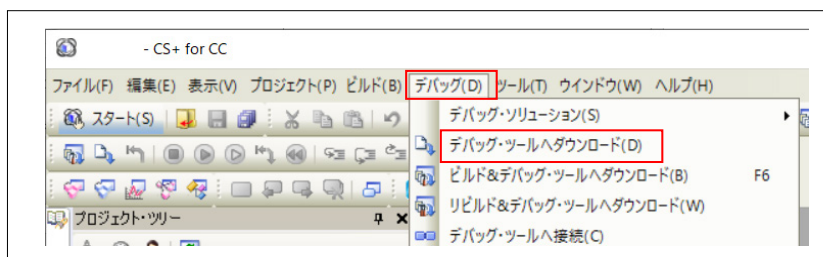 - CS+ for CC
ファイル(F) 編集(E) 表示(V) プロジェクト(P) ビルド(B) デバッグ(D) ツール(T) ウインドウ(W) ヘルプ(H)
スタート(S)
デバッグ・ソリューション(S)
デバッグ・ツールへダウンロード(D)
ビルド&デバッグ・ツールへダウンロード(B) F6
リビルド&デバッグ・ツールへダウンロード(W)
プロジェクト・ツリー
デバッグ・ツールへ接続(C)